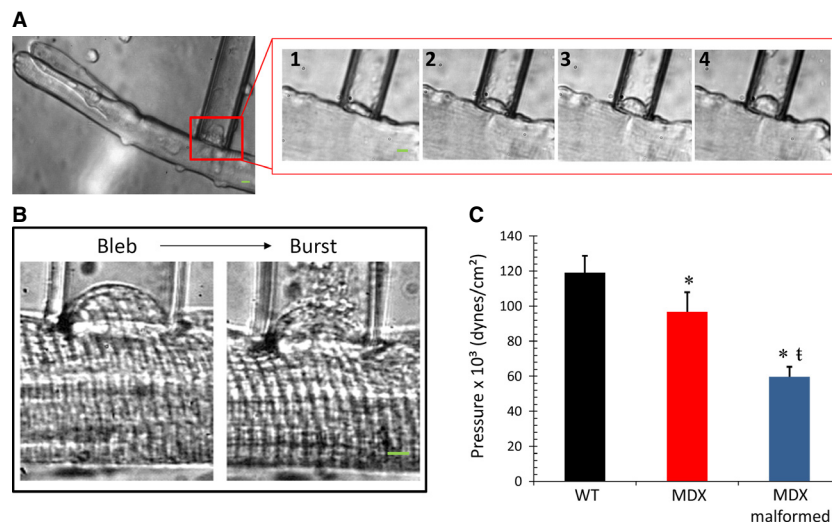 A
1 2 3 4
B
Bleb Burst
C
Pressure x 10³ (dynes/cm²)
140
120
100
80
60
40
20
0
*
* ŧ
WT MDX MDX
malformed